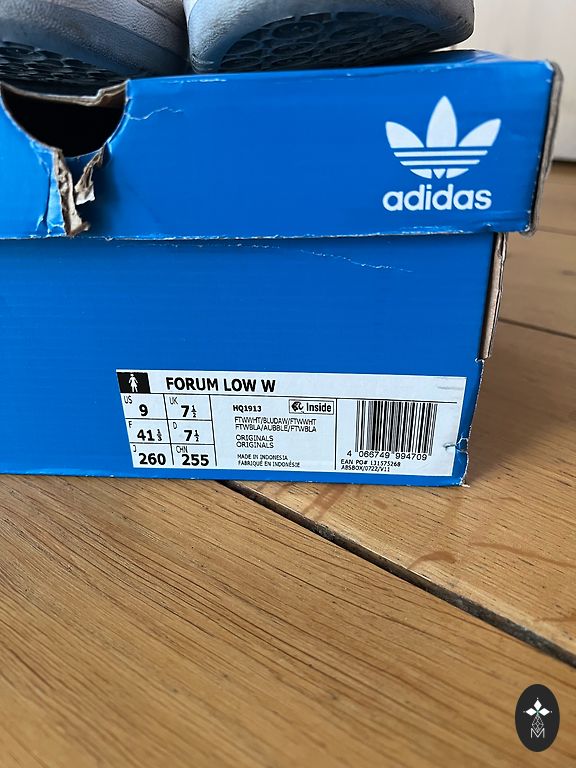 adidas
FORUM LOW W
US 9 UK 7½
F 41⅓ D 7½
J 260 CHN 255
HQ1913 Inside
FTWWHT/BLUDAW/FTWWHT
FTWBLA/AUBBLE/FTWBLA
ORIGINALS
ORIGINALS
MADE IN INDONESIA
FABRIQUÉ EN INDONÉSIE
4 066749 994709
EAN PO# 131575268
ABSBOX/0722/V11